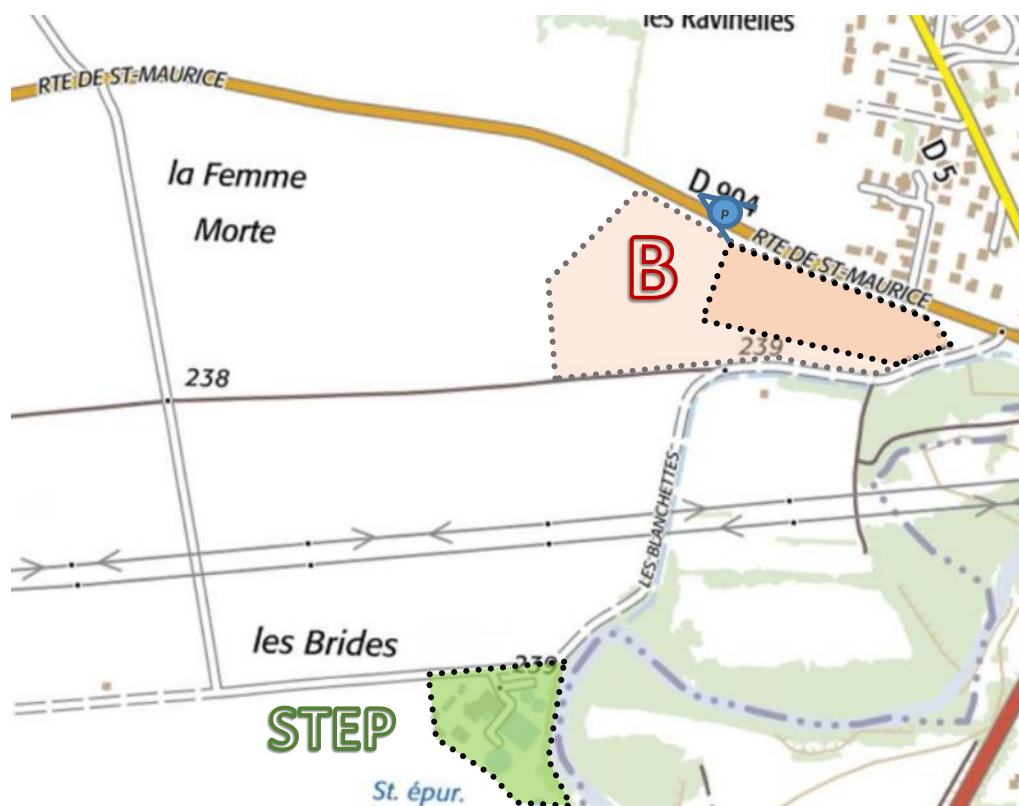 les Ravinelles
RTE DE ST-MAURICE
D 5
la Femme
Morte
D 904
P
B
RTE DE ST-MAURICE
239
238
LES BLANCHETTES
les Brides
239
STEP
St. épur.